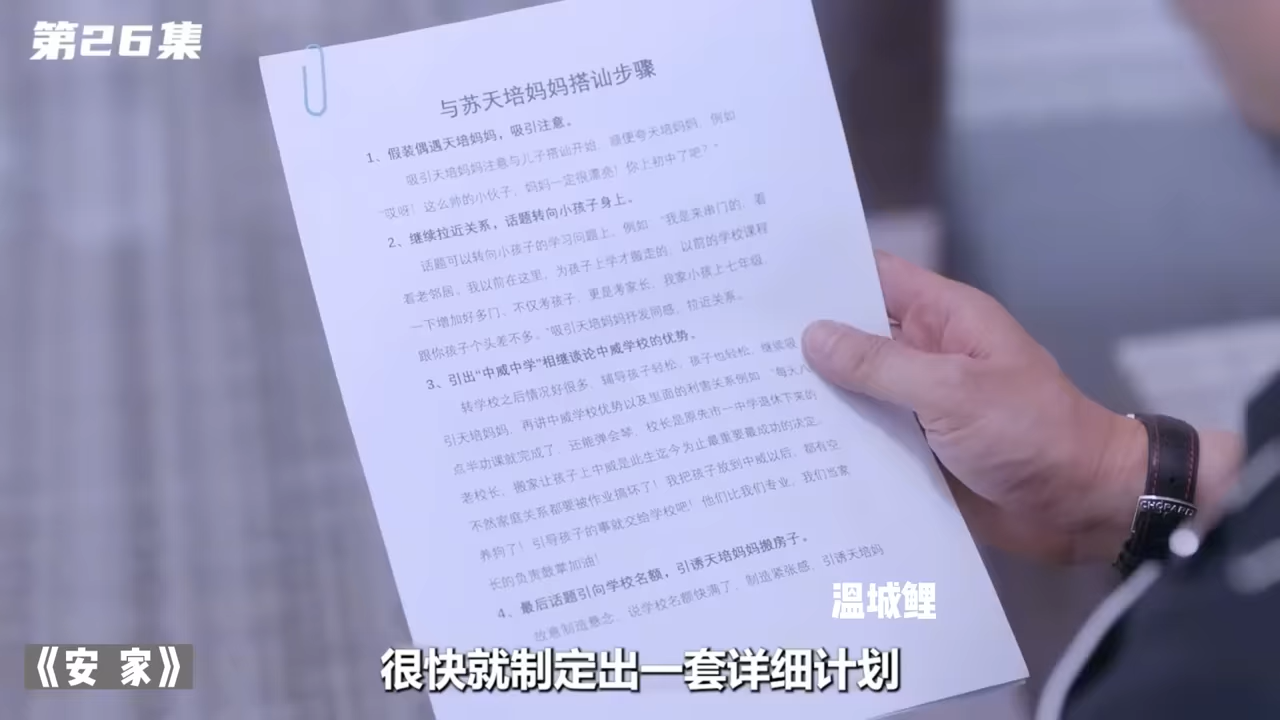 第26集
与苏天培妈妈搭讪步骤
1、假装偶遇天培妈妈，吸引注意。
吸引天培妈妈注意与儿子搭讪开始，顺便夸天培妈妈，例如
“哎呀！这么帅的小伙子，妈妈一定很漂亮！你上初中了吧？”
2、继续拉近关系，话题转向小孩子身上。
话题可以转向小孩子的学习问题上，例如：“我是来串门的，看
看老邻居，我以前在这里，为孩子上学才搬走的，以前的学校课程
一下增加好多门，不仅考孩子，更是考家长，我家小孩上七年级，
跟你孩子个头差不多。”吸引天培妈妈抒发同感，拉近关系。
3、引出“中威中学”相继谈论中威学校的优势。
转学校之后情况好很多，辅导孩子轻松，孩子也轻松，继续吸
引天培妈妈，再讲中威学校优势以及里面的利害关系例如：“每天八
点半功课就完成了，还能弹会琴，校长是原先市一中学退休下来的
老校长，搬家让孩子上中威是此生迄今为止最重要最成功的决定，
不然家庭关系都要被作业搞坏了！我把孩子放到中威以后，都有空
养狗了！引导孩子的事就交给学校吧！他们比我们专业，我们当家
长的负责鼓掌加油！
4、最后话题引向学校名额，引诱天培妈妈搬房子。
故意制造悬念，说学校名额快满了，制造紧张感，引诱天培妈
CHOPARD
温城鲤
《安 家》
很快就制定出一套详细计划